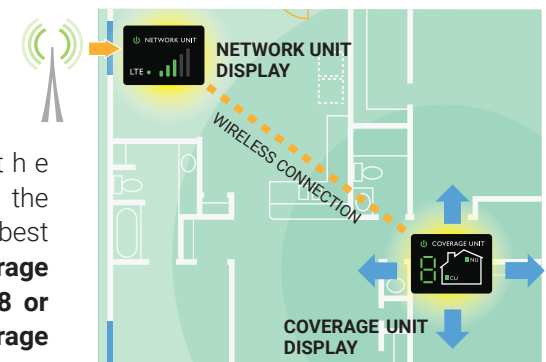 NETWORK UNIT
LTE
NETWORK UNIT
DISPLAY
WIRELESS CONNECTION
the
the
best
rage
8 or
rage
COVERAGE UNIT
8
NU
CU
COVERAGE UNIT
DISPLAY